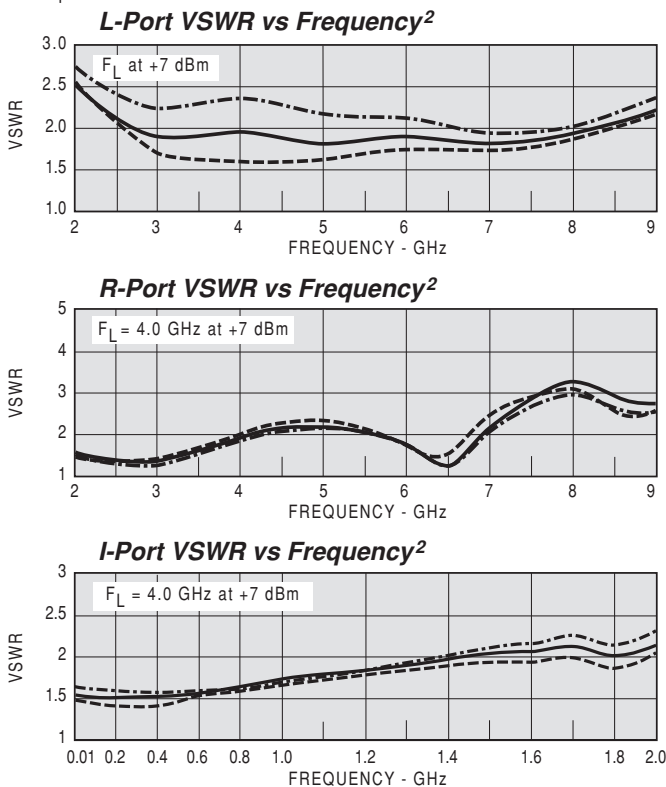 L-Port VSWR vs Frequency²
3.0
2.5
2.0
1.5
1.0
VSWR
F_L at +7 dBm
2 3 4 5 6 7 8 9
FREQUENCY - GHz
R-Port VSWR vs Frequency²
5
4
3
2
1
VSWR
F_L = 4.0 GHz at +7 dBm
2 3 4 5 6 7 8 9
FREQUENCY - GHz
I-Port VSWR vs Frequency²
3
2.5
2
1.5
1
VSWR
F_L = 4.0 GHz at +7 dBm
0.01 0.2 0.4 0.6 0.8 1.0 1.2 1.4 1.6 1.8 2.0
FREQUENCY - GHz